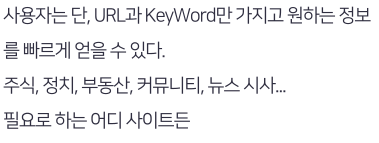 사용자는 단, URL과 KeyWord만 가지고 원하는 정보
를 빠르게 얻을 수 있다.
주식, 정치, 부동산, 커뮤니티, 뉴스 시사...
필요로 하는 어디 사이트든